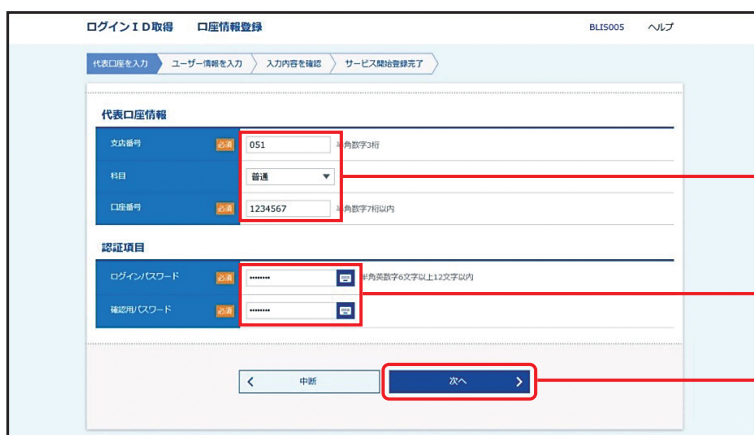 ログインID取得 口座情報登録 BLIS005 ヘルプ
代表口座を入力 ユーザー情報を入力 入力内容を確認 サービス開始登録完了
代表口座情報
支店番号 必須 051 半角数字3桁
科目 普通
口座番号 必須 1234567 半角数字7桁以内
認証項目
ログインパスワード 必須 •••••••• 半角英数字6文字以上12文字以内
確認用パスワード 必須 ••••••••
中断 次へ